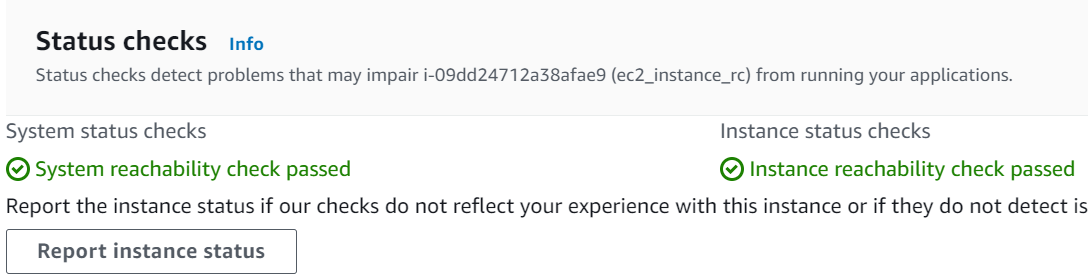 Status checks Info
Status checks detect problems that may impair i-09dd24712a38afae9 (ec2_instance_rc) from running your applications.
System status checks
Instance status checks
System reachability check passed
Instance reachability check passed
Report the instance status if our checks do not reflect your experience with this instance or if they do not detect is
Report instance status